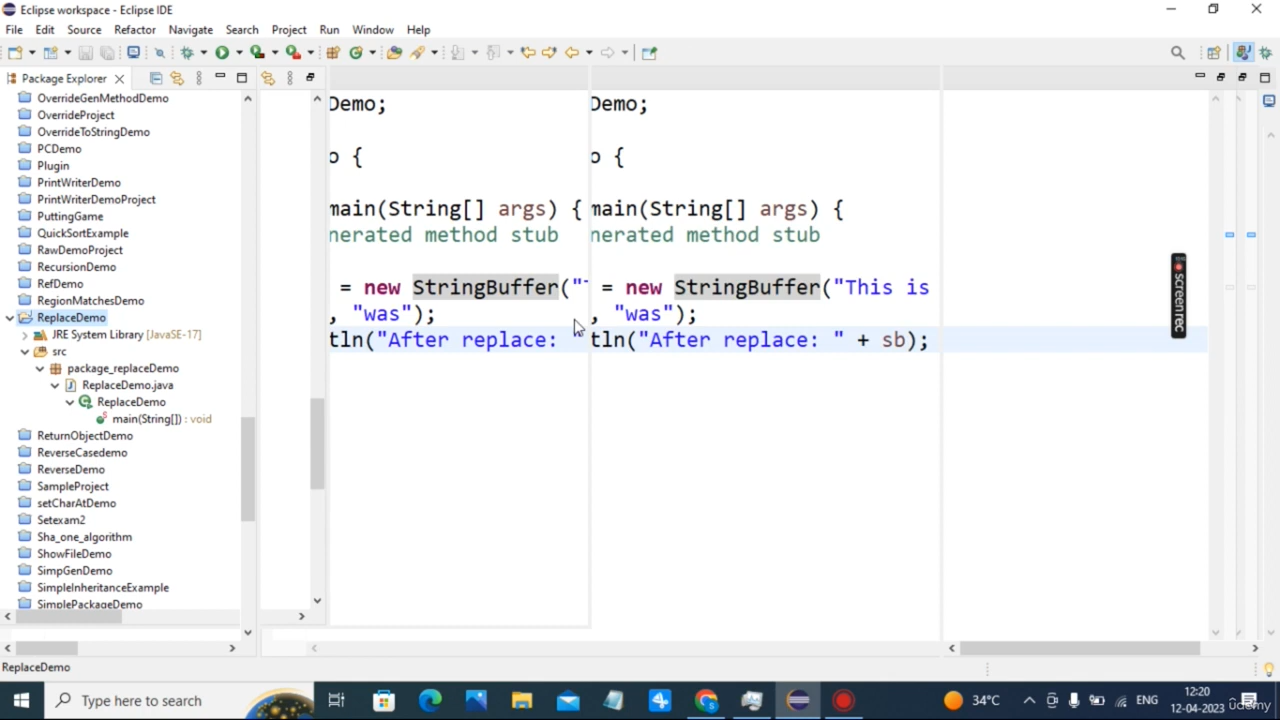 Eclipse workspace - Eclipse IDE
File Edit Source Refactor Navigate Search Project Run Window Help
Package Explorer
OverrideGenMethodDemo
OverrideProject
OverrideToStringDemo
PCDemo
Plugin
PrintWriterDemo
PrintWriterDemoProject
PuttingGame
QuickSortExample
RawDemoProject
RecursionDemo
RefDemo
RegionMatchesDemo
ReplaceDemo
JRE System Library [JavaSE-17]
src
package_replaceDemo
ReplaceDemo.java
ReplaceDemo
main(String[]) : void
ReturnObjectDemo
ReverseCasedemo
ReverseDemo
SampleProject
setCharAtDemo
Setexam2
Sha_one_algorithm
ShowFileDemo
SimpGenDemo
SimpleInheritanceExample
SimplePackageDemo
Demo;
o {
main(String[] args) {
nerated method stub
= new StringBuffer("T
, "was");
tln("After replace:
Demo;
o {
main(String[] args) {
nerated method stub
= new StringBuffer("This is
, "was");
tln("After replace: " + sb);
screenrec
ReplaceDemo
Type here to search
34°C
ENG
12:20
12-04-2023
udemy